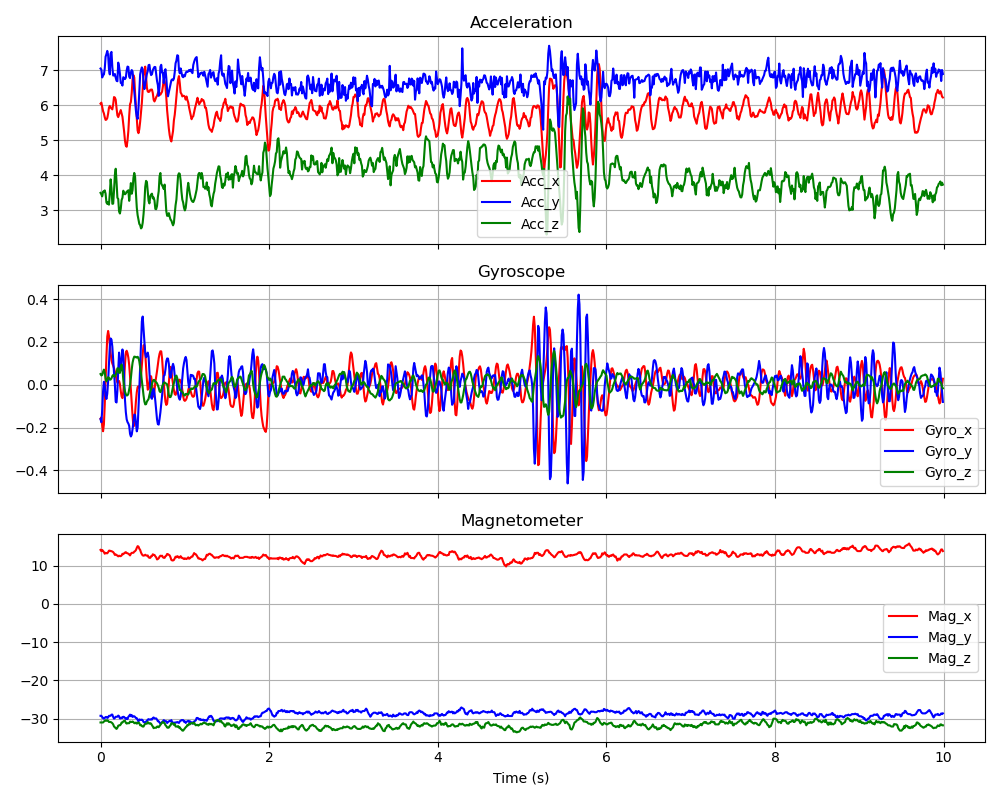 Acceleration
7
6
5
4
3
Acc_x
Acc_y
Acc_z
Gyroscope
0.4
0.2
0.0
−0.2
−0.4
Gyro_x
Gyro_y
Gyro_z
Magnetometer
10
0
−10
−20
−30
Mag_x
Mag_y
Mag_z
0 2 4 6 8 10
Time (s)